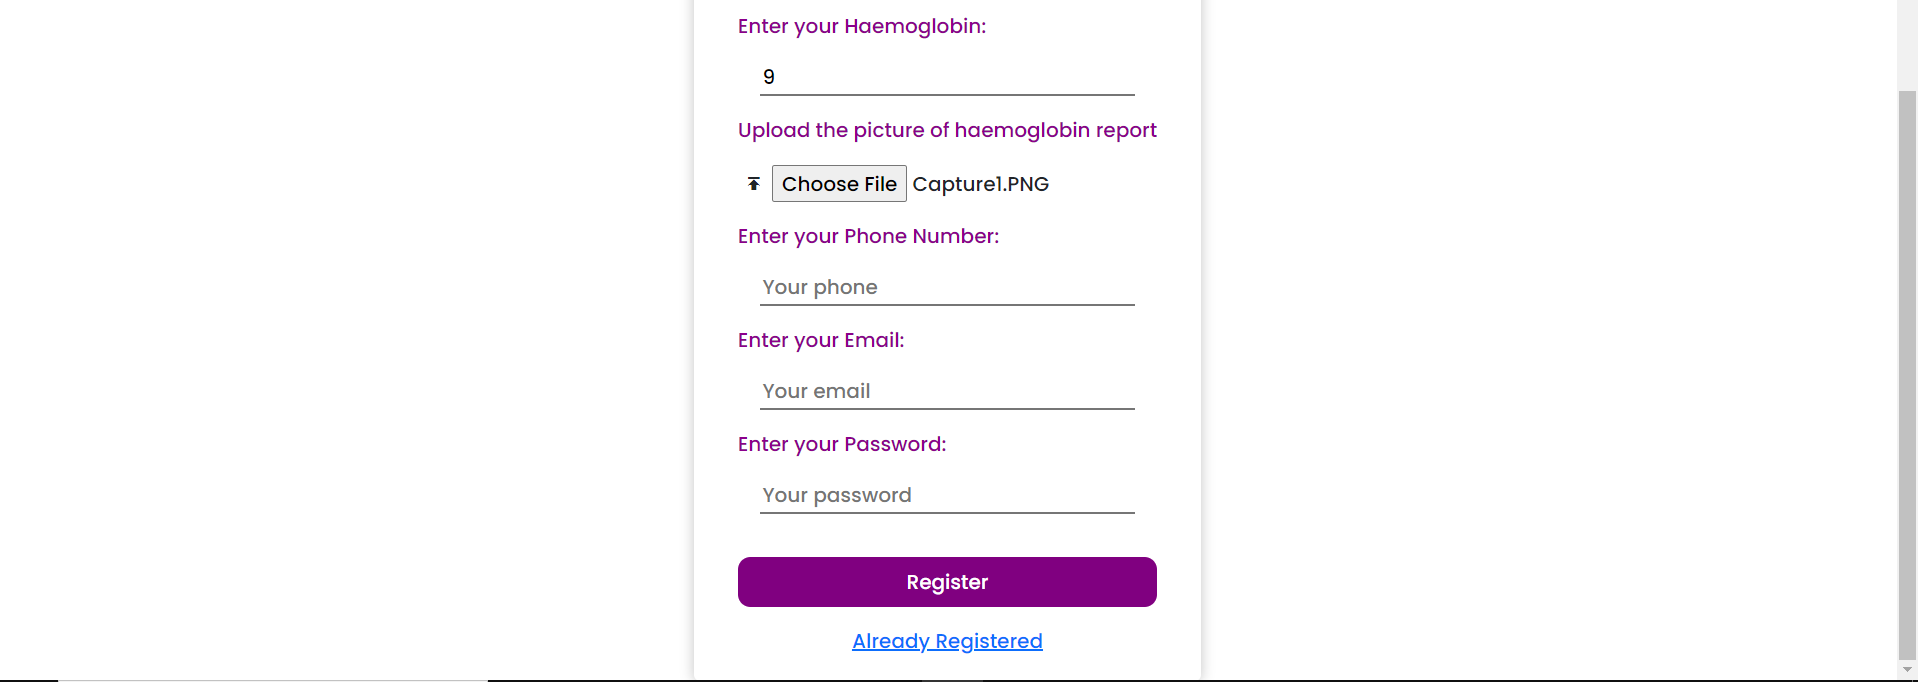 Enter your Haemoglobin:
9
Upload the picture of haemoglobin report
Choose File Capture1.PNG
Enter your Phone Number:
Your phone
Enter your Email:
Your email
Enter your Password:
Your password
Register
Already Registered